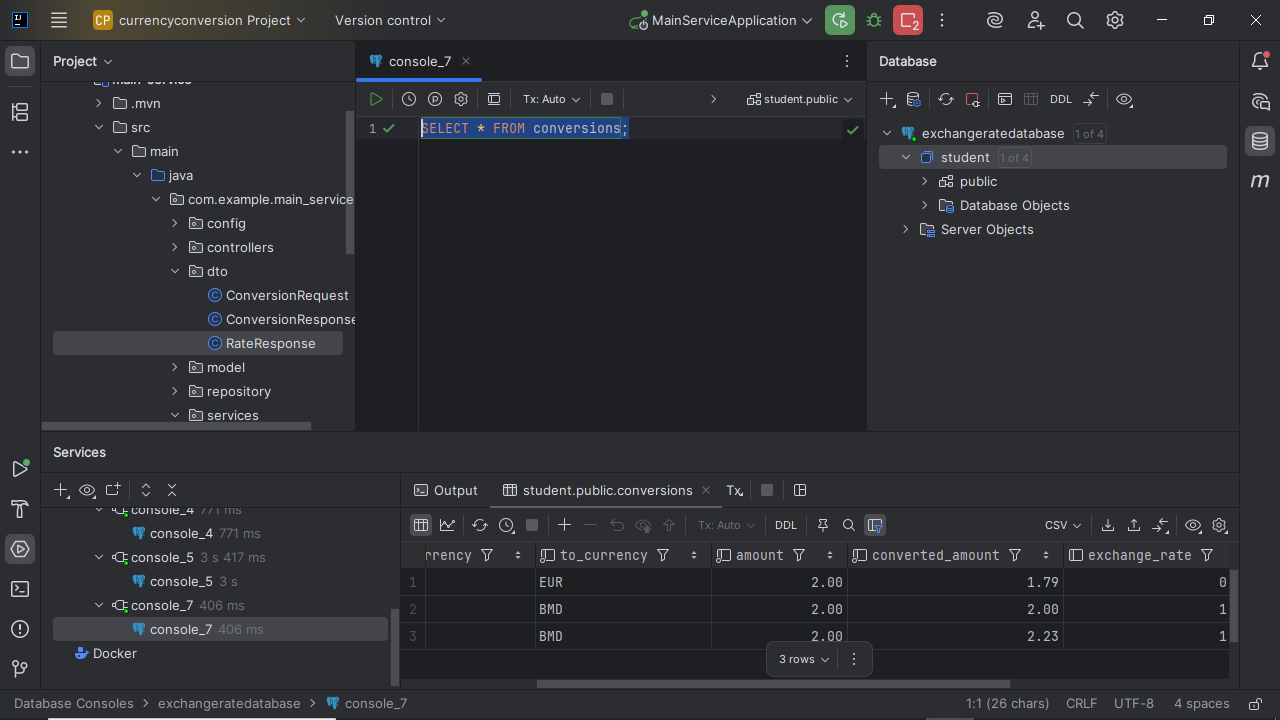 CP currencyconversion Project Version control MainServiceApplication 2
Project
main-service
.mvn
src
main
java
com.example.main_service
config
controllers
dto
ConversionRequest
ConversionResponse
RateResponse
model
repository
services
console_7
Tx: Auto student.public
1 SELECT * FROM conversions;
Database
DDL
exchangeratedatabase 1 of 4
student 1 of 4
public
Database Objects
Server Objects
m
Services
console_4 771 ms
console_4 771 ms
console_5 3 s 417 ms
console_5 3 s
console_7 406 ms
console_7 406 ms
Docker
Output student.public.conversions Tx
Tx: Auto DDL CSV
rrency to_currency amount converted_amount exchange_rate
1 EUR 2.00 1.79 0
2 BMD 2.00 2.00 1
3 BMD 2.00 2.23 1
3 rows
Database Consoles exchangeratedatabase console_7 1:1 (26 chars) CRLF UTF-8 4 spaces